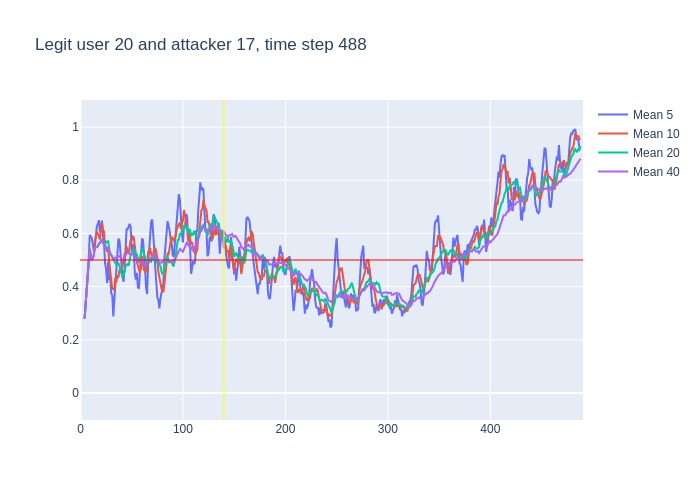 Legit user 20 and attacker 17, time step 488
Mean 5
Mean 10
Mean 20
Mean 40
1
0.8
0.6
0.4
0.2
0
0 100 200 300 400